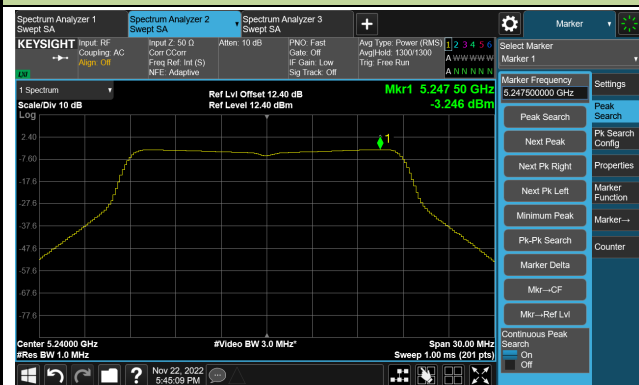 Spectrum Analyzer 1
Swept SA
Spectrum Analyzer 2
Swept SA
Spectrum Analyzer 3
Swept SA
+
Marker
KEYSIGHT
Input: RF
Coupling: AC
Align: Off
Input Z: 50 Ω
Corr CCorr
Freq Ref: Int (S)
NFE: Adaptive
Atten: 10 dB
PNO: Fast
Gate: Off
IF Gain: Low
Sig Track: Off
Avg Type: Power (RMS)
Avg|Hold: 1300/1300
Trig: Free Run
1 2 3 4 5 6
A W W W W W
A N N N N N
LXI
Select Marker
Marker 1
1 Spectrum
Scale/Div 10 dB
Log
Ref Lvl Offset 12.40 dB
Ref Level 12.40 dBm
Mkr1 5.247 50 GHz
-3.246 dBm
1
2.40
-7.60
-17.6
-27.6
-37.6
-47.6
-57.6
-67.6
-77.6
Center 5.24000 GHz
#Res BW 1.0 MHz
#Video BW 3.0 MHz*
Span 30.00 MHz
Sweep 1.00 ms (201 pts)
Marker Frequency
5.247500000 GHz
Peak Search
Next Peak
Next Pk Right
Next Pk Left
Minimum Peak
Pk-Pk Search
Marker Delta
Mkr→CF
Mkr→Ref Lvl
Continuous Peak
Search
On
Off
Settings
Peak
Search
Pk Search
Config
Properties
Marker
Function
Marker→
Counter
?
Nov 22, 2022
5:45:09 PM